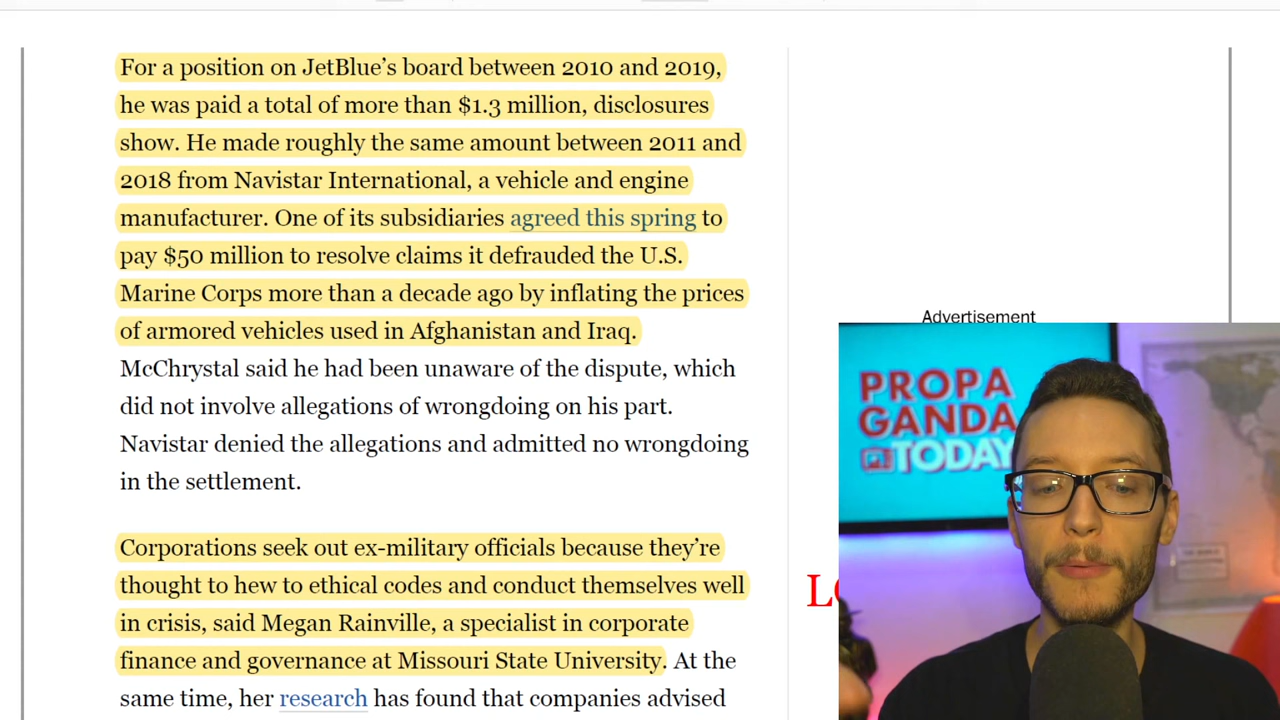 For a position on JetBlue’s board between 2010 and 2019,
he was paid a total of more than $1.3 million, disclosures
show. He made roughly the same amount between 2011 and
2018 from Navistar International, a vehicle and engine
manufacturer. One of its subsidiaries agreed this spring to
pay $50 million to resolve claims it defrauded the U.S.
Marine Corps more than a decade ago by inflating the prices
of armored vehicles used in Afghanistan and Iraq.
McChrystal said he had been unaware of the dispute, which
did not involve allegations of wrongdoing on his part.
Navistar denied the allegations and admitted no wrongdoing
in the settlement.
Corporations seek out ex-military officials because they’re
thought to hew to ethical codes and conduct themselves well
in crisis, said Megan Rainville, a specialist in corporate
finance and governance at Missouri State University. At the
same time, her research has found that companies advised
Advertisement
PROPA
GANDA
TODAY